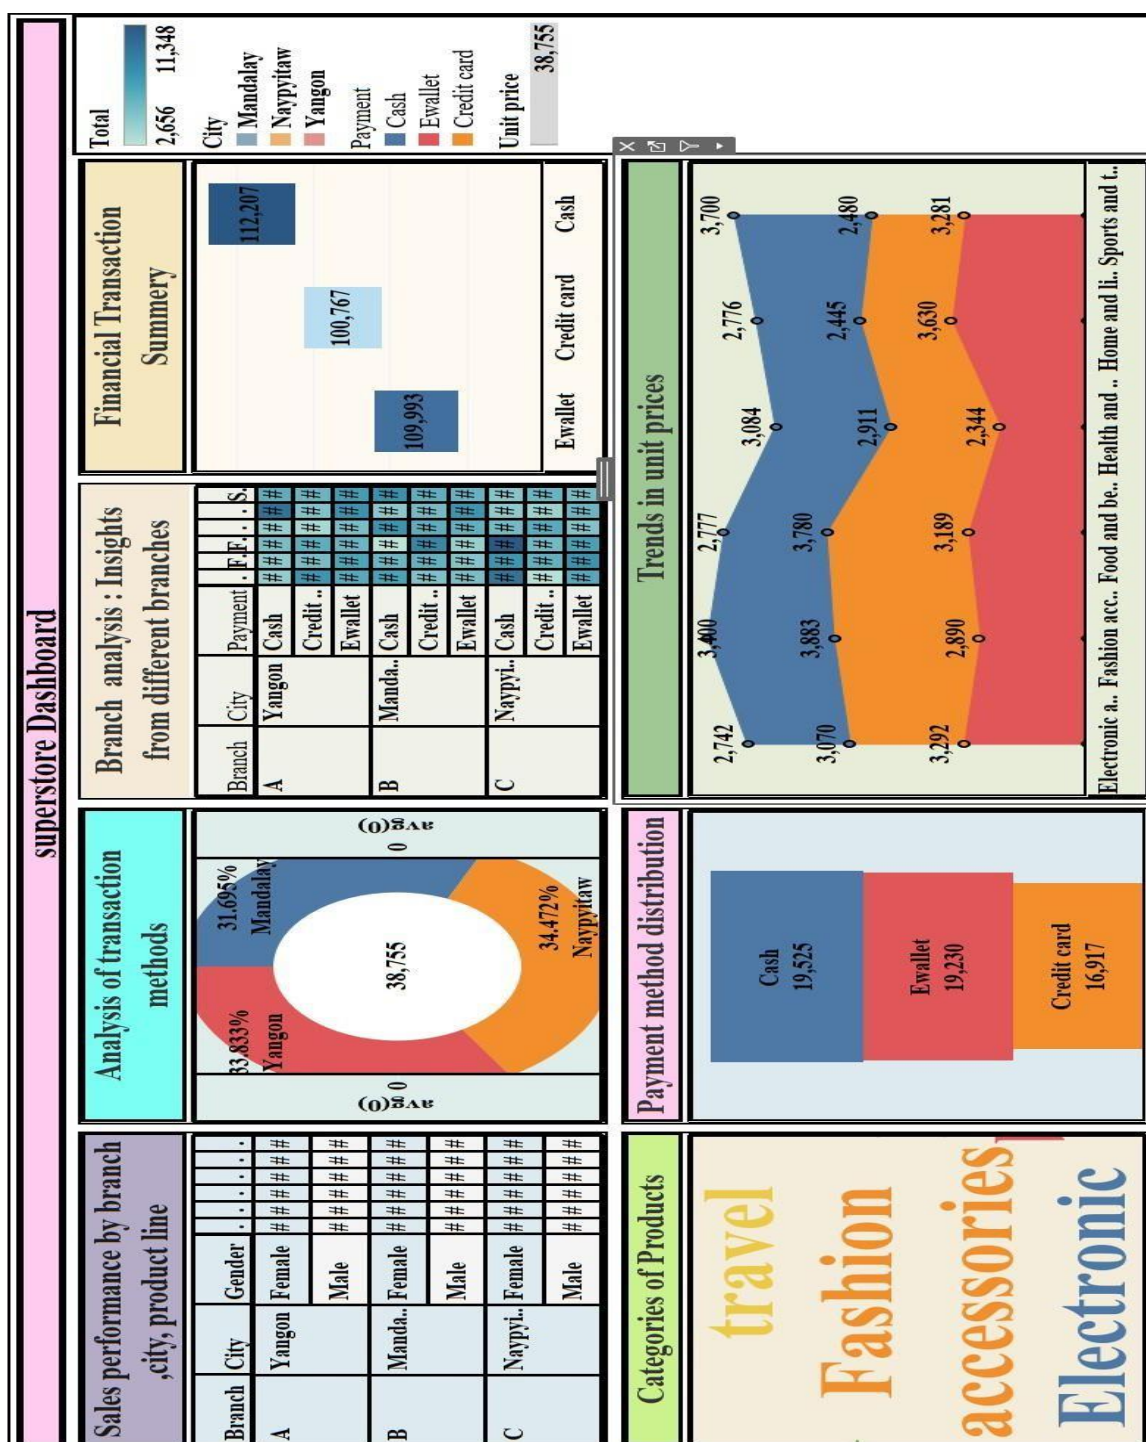 superstore Dashboard
Sales performance by branch
,city, product line
Branch City Gender . . . . . .
A Yangon Female ## ## ## ## ## ##
Male ## ## ## ## ## ##
B Manda.. Female ## ## ## ## ## ##
Male ## ## ## ## ## ##
C Naypyi.. Female ## ## ## ## ## ##
Male ## ## ## ## ## ##
Analysis of transaction
methods
33.833%
Yangon
31.695%
Mandalay
38,755
34.472%
Naypyitaw
avg(0)
0
0
avg(0)
Branch analysis : Insights
from different branches
Branch City Payment . F. F. . . S.
A Yangon Cash ## ## ## ## ## ##
Credit .. ## ## ## ## ## ##
Ewallet ## ## ## ## ## ##
B Manda.. Cash ## ## ## ## ## ##
Credit .. ## ## ## ## ## ##
Ewallet ## ## ## ## ## ##
C Naypyi.. Cash ## ## ## ## ## ##
Credit .. ## ## ## ## ## ##
Ewallet ## ## ## ## ## ##
Financial Transaction
Summery
112,207
100,767
109,993
Ewallet Credit card Cash
Total
2,656 11,348
City
Mandalay
Naypyitaw
Yangon
Payment
Cash
Ewallet
Credit card
Unit price
38,755
Categories of Products
travel
Fashion
accessories
Electronic
Payment method distribution
Cash
19,525
Ewallet
19,230
Credit card
16,917
Trends in unit prices
2,742 3,400 2,777 3,084 2,776 3,700
3,070 3,883 3,780 2,911 2,445 2,480
3,292 2,890 3,189 2,344 3,630 3,281
Electronic a.. Fashion acc.. Food and be.. Health and .. Home and li.. Sports and t..